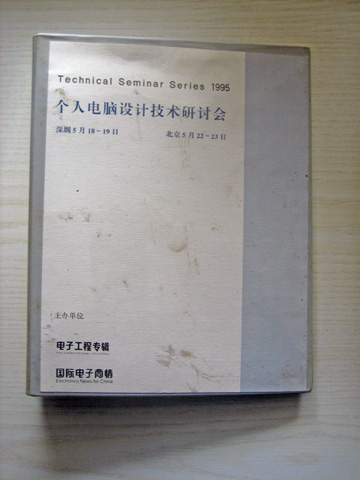 Technical Seminar Series 1995
个人电脑设计技术研讨会
深圳 5 月 18 - 19 日 北京 5 月 22 - 23 日
主办单位
电子工程专辑
国际电子商情
Electronics News for China